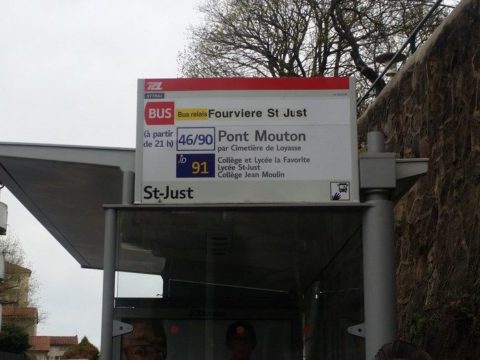 TCL
BUS Bus relais Fourviere St Just
(à partir de 21 h) 46/90 Pont Mouton
par Cimetière de Loyasse
JD 91 Collège et Lycée la Favorite
Lycée St-Just
Collège Jean Moulin
St-Just